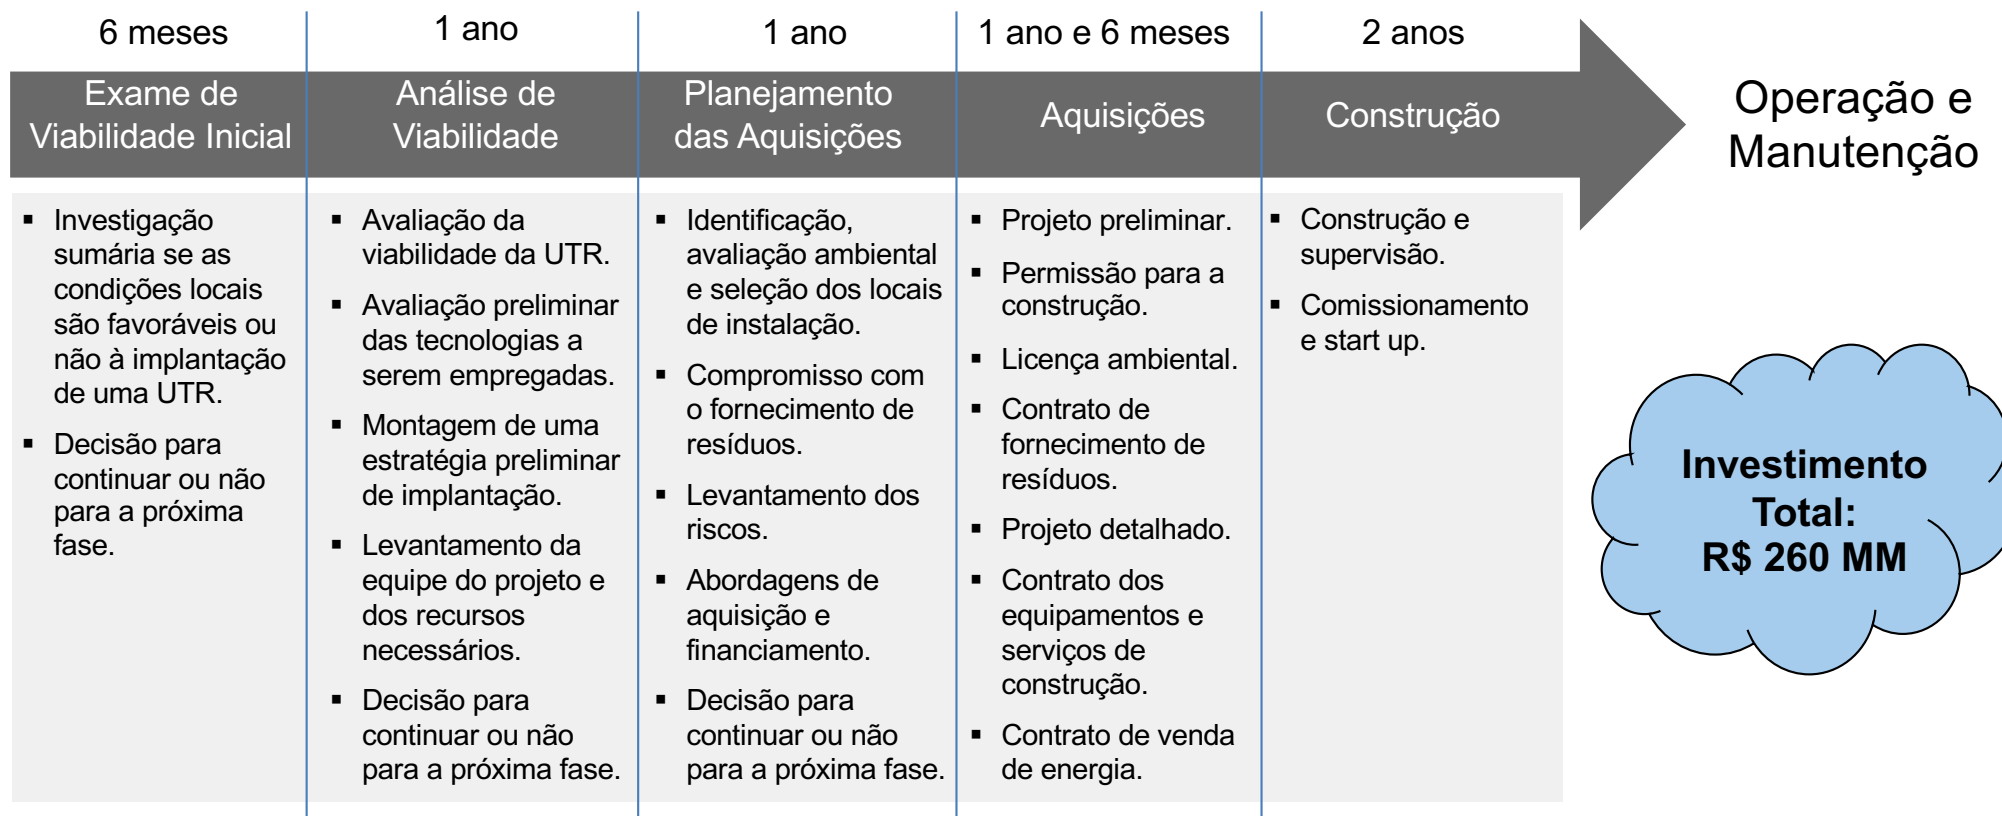 6 meses
1 ano
1 ano
1 ano e 6 meses
2 anos
Exame de
Viabilidade Inicial
Análise de
Viabilidade
Planejamento
das Aquisições
Aquisições
Construção
Operação e
Manutenção
▪ Investigação
sumária se as
condições locais
são favoráveis ou
não à implantação
de uma UTR.
▪ Decisão para
continuar ou não
para a próxima
fase.
▪ Avaliação da
viabilidade da UTR.
▪ Avaliação preliminar
das tecnologias a
serem empregadas.
▪ Montagem de uma
estratégia preliminar
de implantação.
▪ Levantamento da
equipe do projeto e
dos recursos
necessários.
▪ Decisão para
continuar ou não
para a próxima fase.
▪ Identificação,
avaliação ambiental
e seleção dos locais
de instalação.
▪ Compromisso com
o fornecimento de
resíduos.
▪ Levantamento dos
riscos.
▪ Abordagens de
aquisição e
financiamento.
▪ Decisão para
continuar ou não
para a próxima fase.
▪ Projeto preliminar.
▪ Permissão para a
construção.
▪ Licença ambiental.
▪ Contrato de
fornecimento de
resíduos.
▪ Projeto detalhado.
▪ Contrato dos
equipamentos e
serviços de
construção.
▪ Contrato de venda
de energia.
▪ Construção e
supervisão.
▪ Comissionamento
e start up.
Investimento
Total:
R$ 260 MM